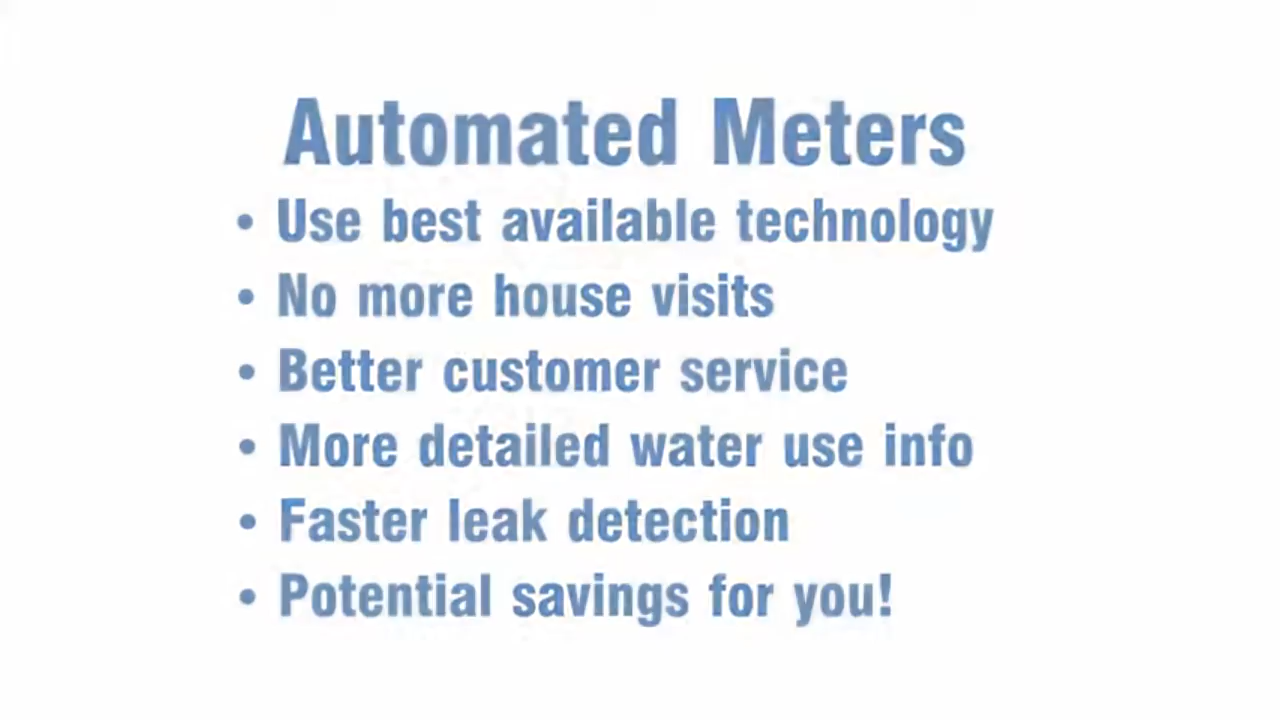 Automated Meters
• Use best available technology
• No more house visits
• Better customer service
• More detailed water use info
• Faster leak detection
• Potential savings for you!